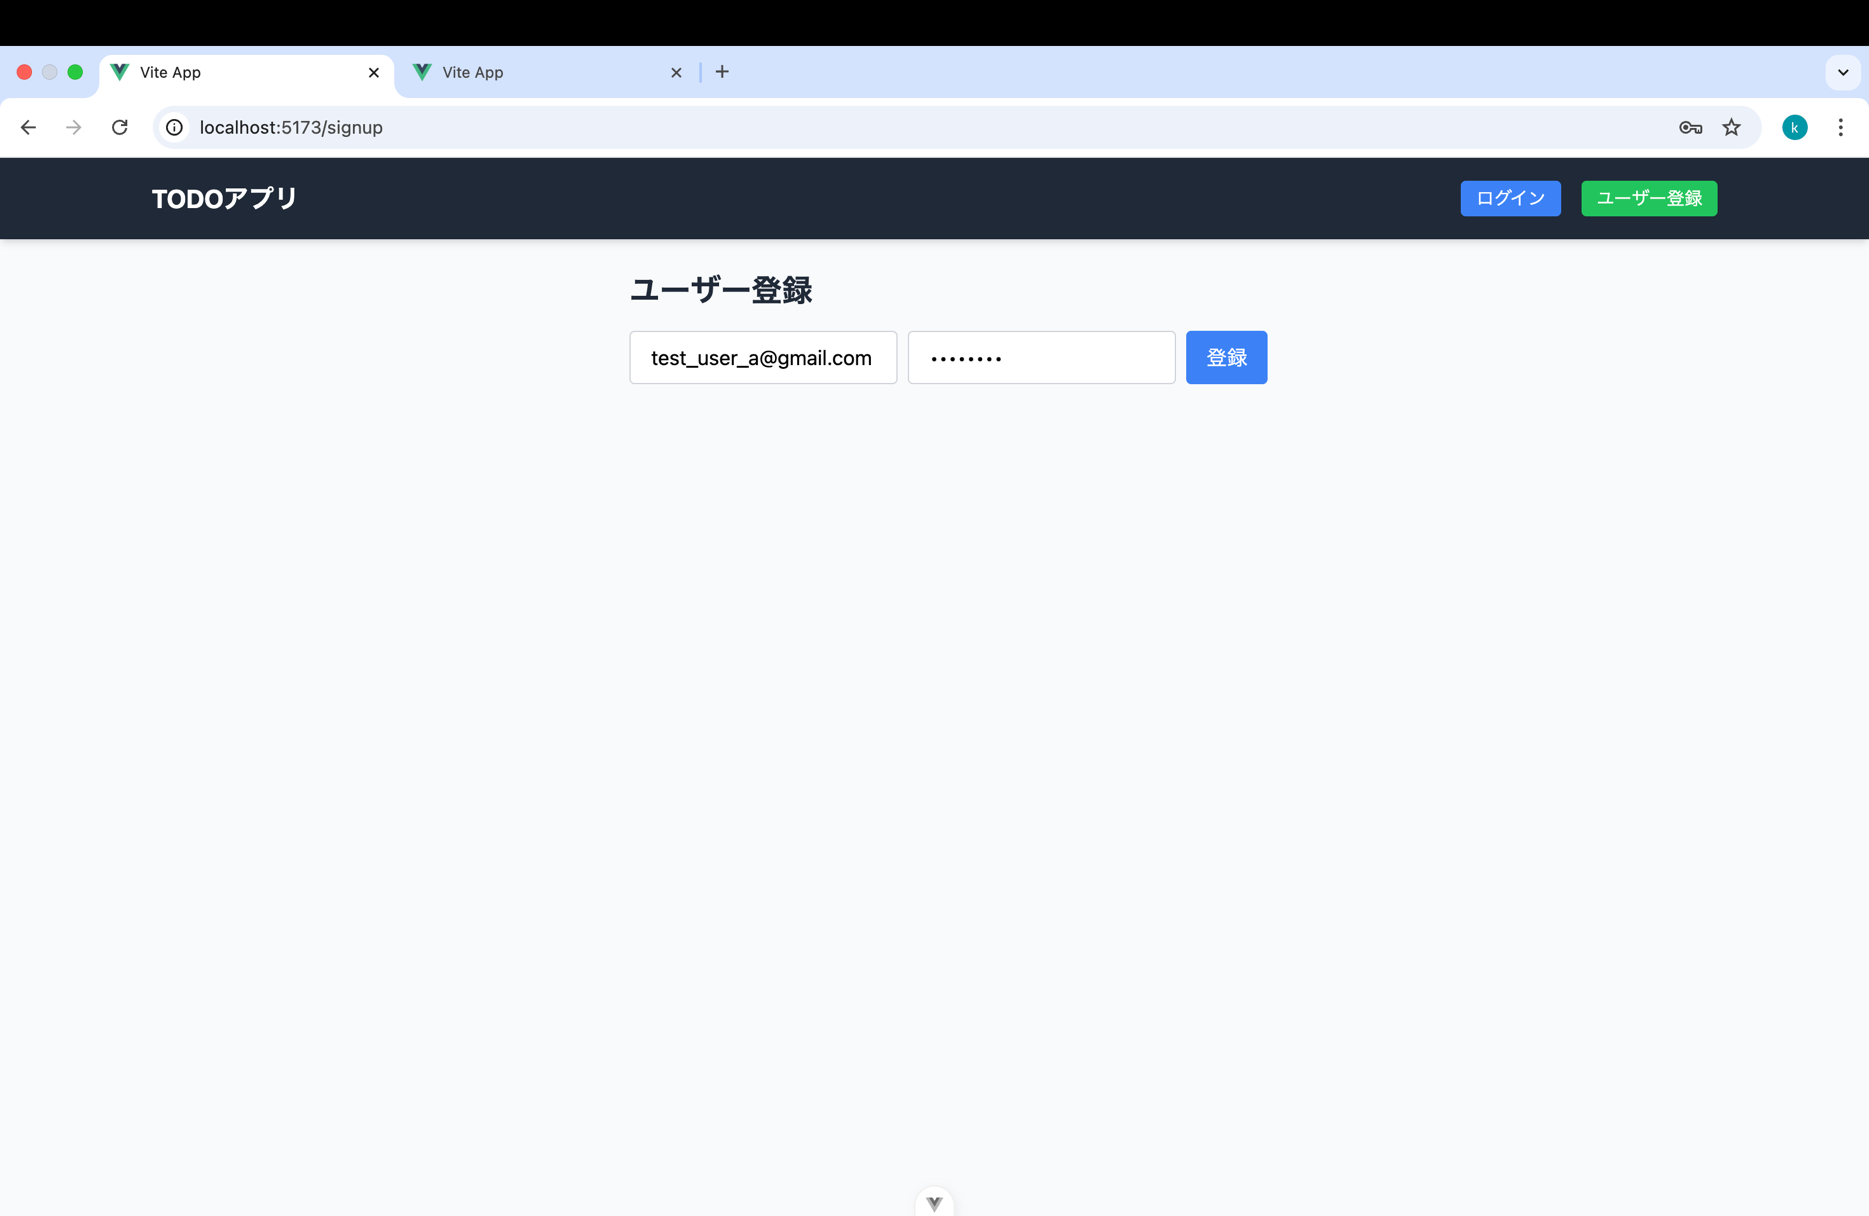 Vite App
Vite App
localhost:5173/signup
k
TODOアプリ
ログイン
ユーザー登録
ユーザー登録
test_user_a@gmail.com
••••••••
登録